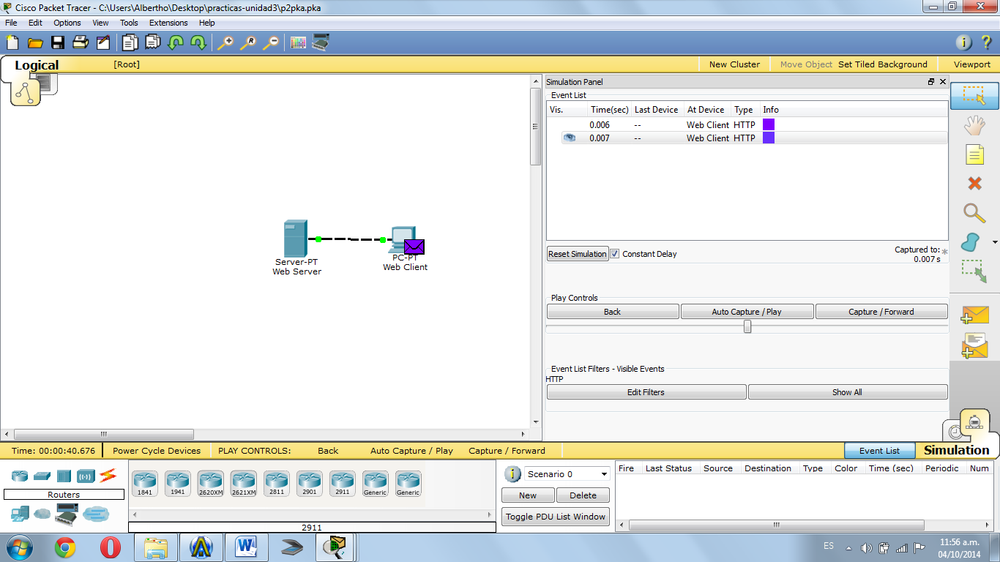 Cisco Packet Tracer - C:\Users\Albertho\Desktop\practicas-unidad3\p2pka.pka
File Edit Options View Tools Extensions Help
Logical [Root] New Cluster Move Object Set Tiled Background Viewport
Simulation Panel
Event List
Vis. Time(sec) Last Device At Device Type Info
0.006 -- Web Client HTTP
0.007 -- Web Client HTTP
Server-PT
Web Server
PC-PT
Web Client
Reset Simulation Constant Delay
Captured to:
0.007 s
Play Controls
Back Auto Capture / Play Capture / Forward
Event List Filters - Visible Events
HTTP
Edit Filters Show All
Time: 00:00:40.676 Power Cycle Devices PLAY CONTROLS: Back Auto Capture / Play Capture / Forward Event List Simulation
Routers
1841 1941 2620XM 2621XM 2811 2901 2911 Generic Generic
2911
Scenario 0
New Delete
Toggle PDU List Window
Fire Last Status Source Destination Type Color Time (sec) Periodic Num
ES
11:56 a.m.
04/10/2014